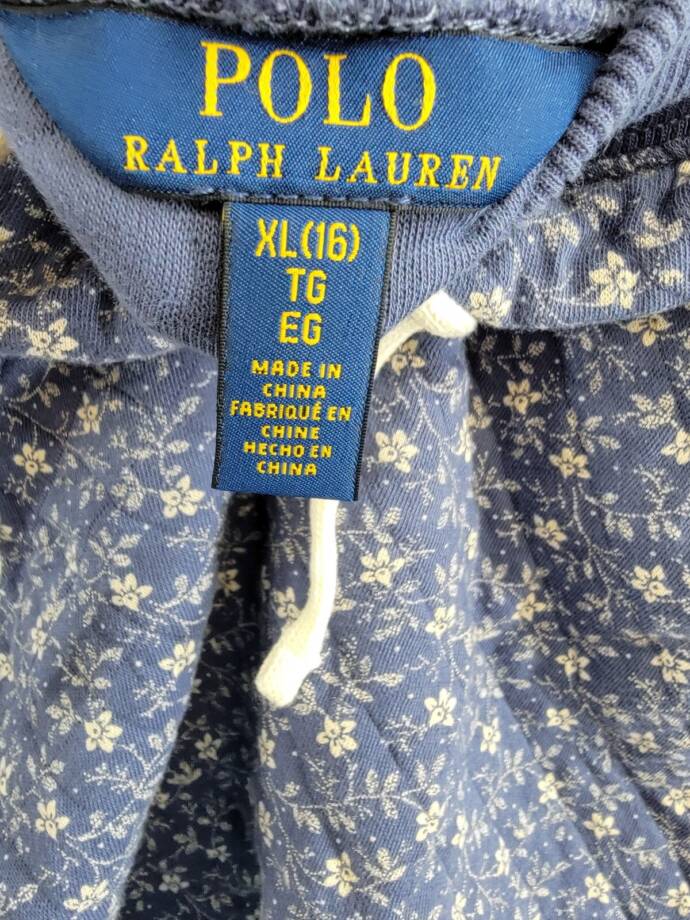 POLO
RALPH LAUREN
XL(16)
TG
EG
MADE IN
CHINA
FABRIQUÉ EN
CHINE
HECHO EN
CHINA